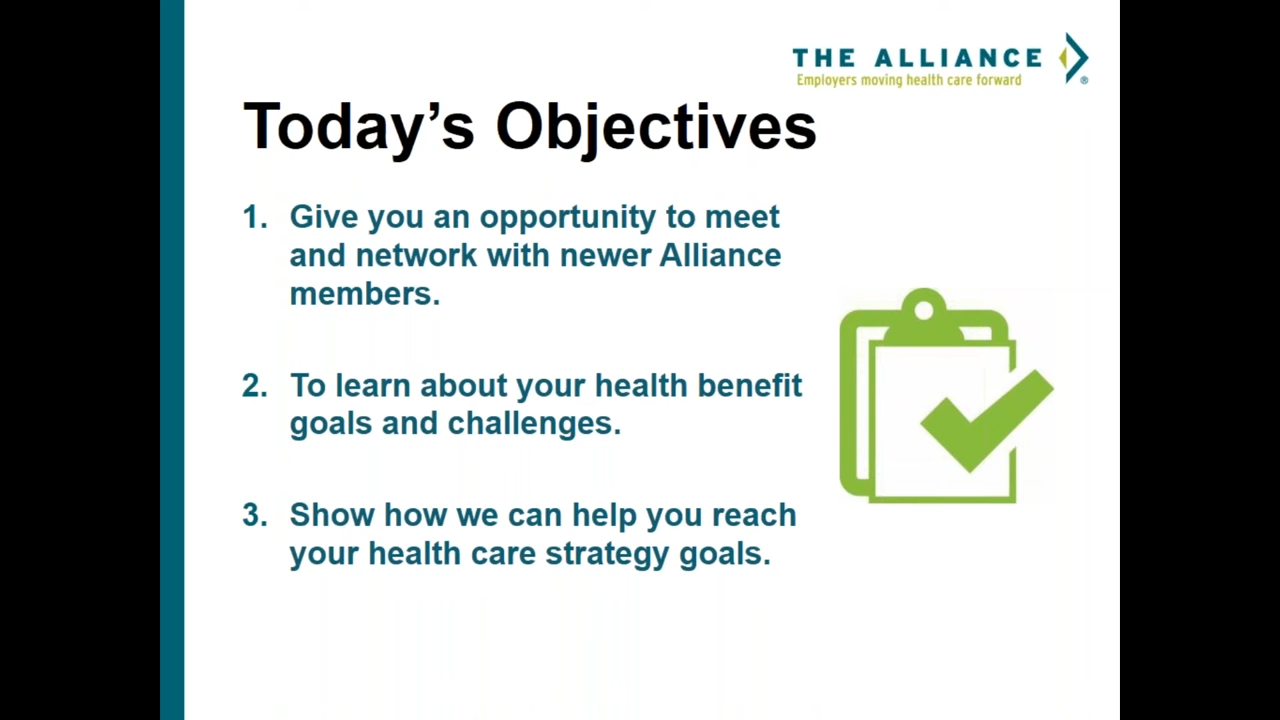 THE ALLIANCE
Employers moving health care forward
®
Today’s Objectives
1. Give you an opportunity to meet
and network with newer Alliance
members.
2. To learn about your health benefit
goals and challenges.
3. Show how we can help you reach
your health care strategy goals.